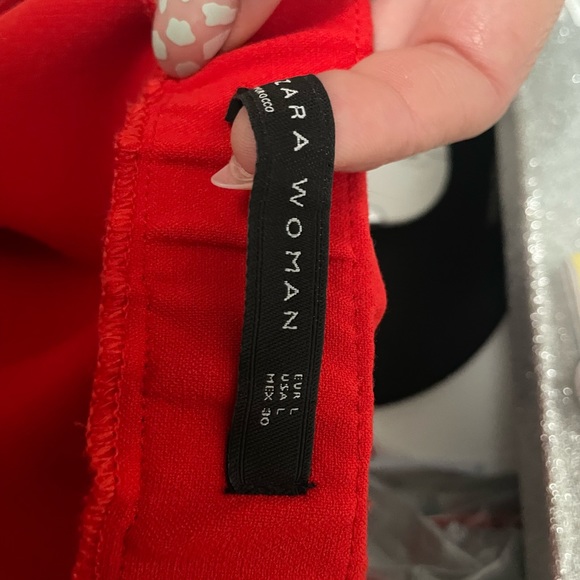 ZARA WOMAN
EUR L
USA L
MEX 30